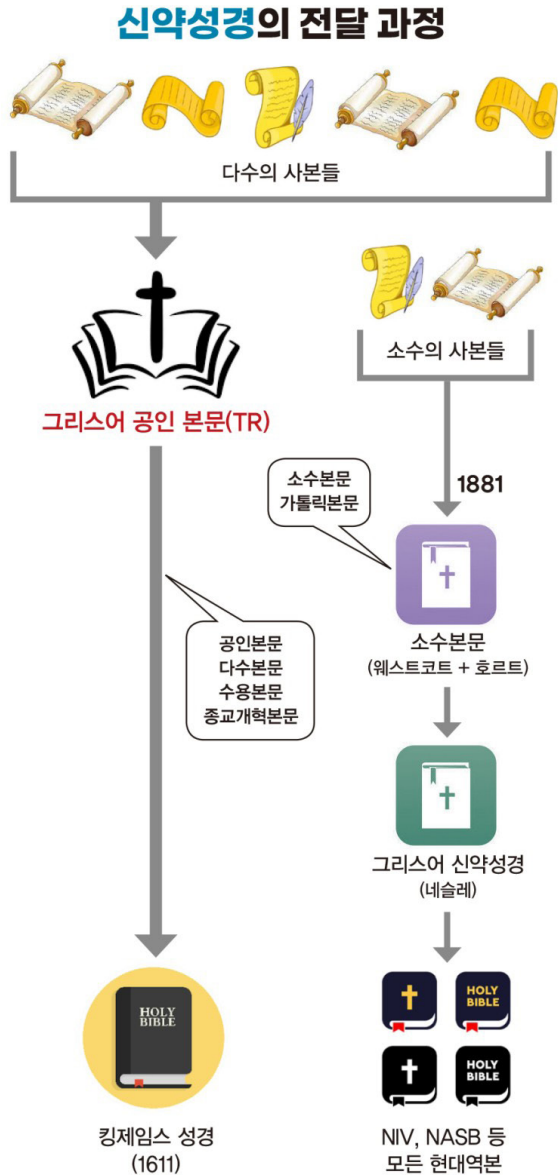 신약성경의 전달 과정
다수의 사본들
소수의 사본들
그리스어 공인 본문(TR)
1881
소수본문
가톨릭본문
소수본문
(웨스트코트 + 호르트)
공인본문
다수본문
수용본문
종교개혁본문
그리스어 신약성경
(네슬레)
HOLY
BIBLE
킹제임스 성경
(1611)
HOLY
BIBLE
HOLY
BIBLE
NIV, NASB 등
모든 현대역본